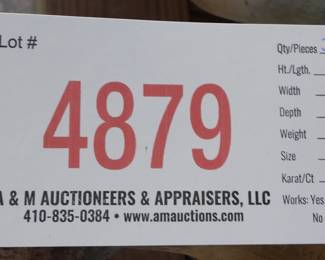 Lot #
4879
A & M AUCTIONEERS & APPRAISERS, LLC
410-835-0384 • www.amauctions.com
Qty/Pieces
Ht./Lgth.
Width
Depth
Weight
Size
Karat/Ct
Works: Yes
No